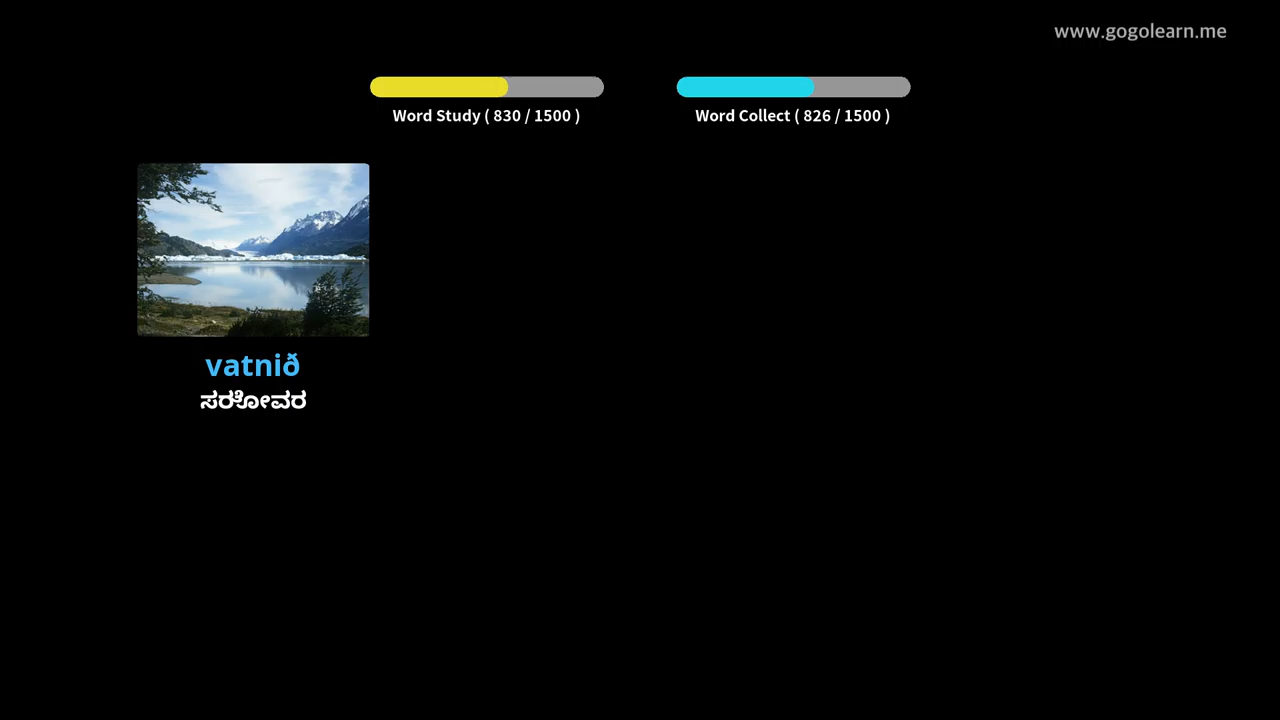 www.gogolearn.me
Word Study ( 830 / 1500 )
Word Collect ( 826 / 1500 )
vatnið
ಸರೋವರ